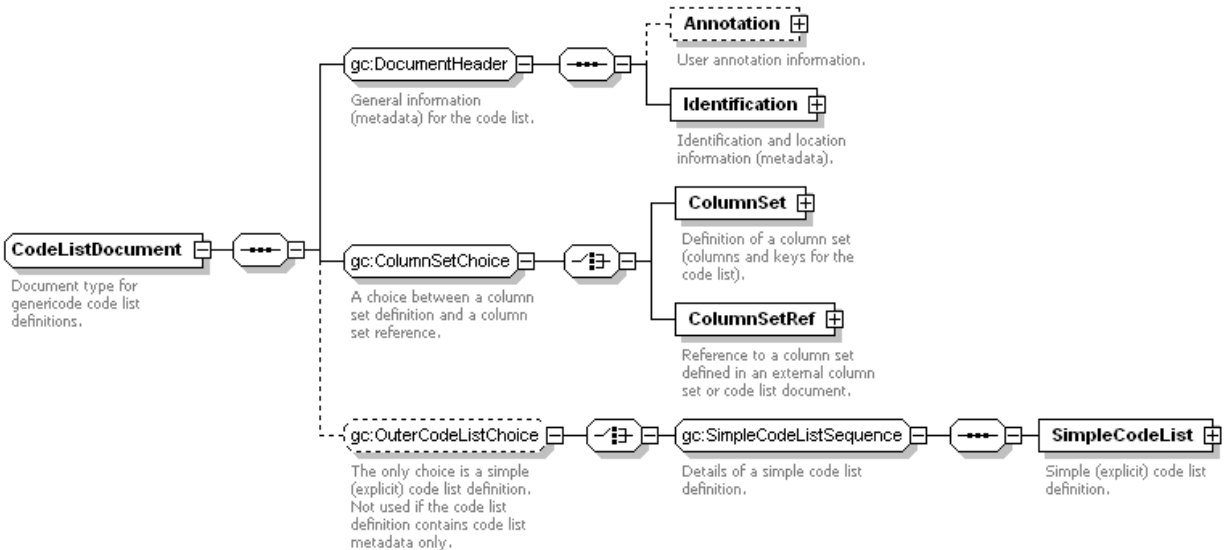 Annotation
User annotation information.
gc:DocumentHeader
General information
(metadata) for the code list.
Identification
Identification and location
information (metadata).
CodeListDocument
Document type for
genericode code list
definitions.
gc:ColumnSetChoice
A choice between a column
set definition and a column
set reference.
ColumnSet
Definition of a column set
(columns and keys for the
code list).
ColumnSetRef
Reference to a column set
defined in an external column
set or code list document.
gc:OuterCodeListChoice
The only choice is a simple
(explicit) code list definition.
Not used if the code list
definition contains code list
metadata only.
gc:SimpleCodeListSequence
Details of a simple code list
definition.
SimpleCodeList
Simple (explicit) code list
definition.